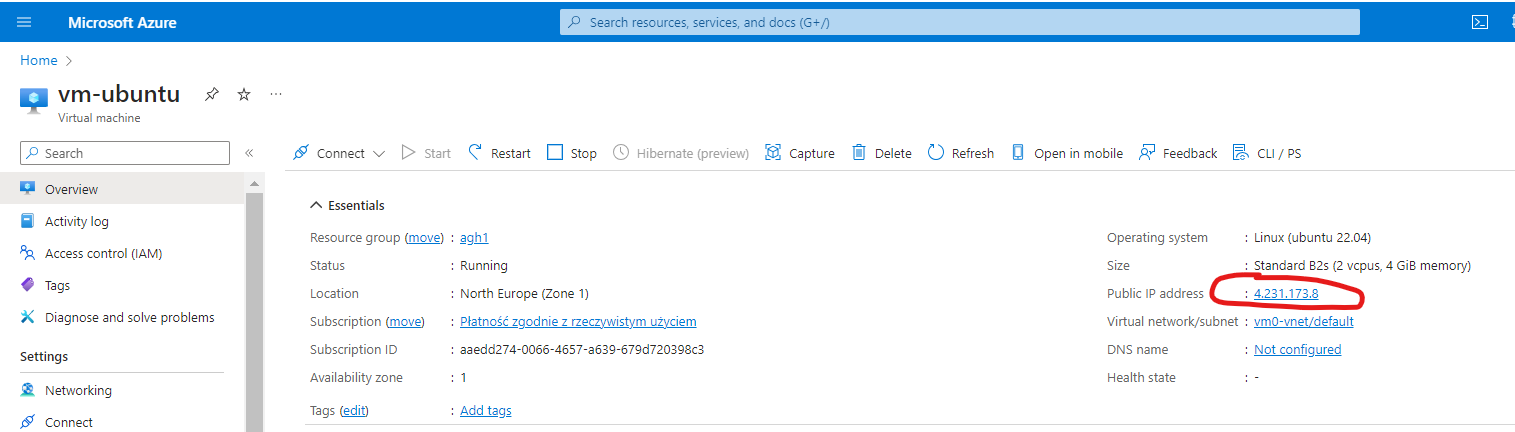 Microsoft Azure
Search resources, services, and docs (G+/)
Home
vm-ubuntu
Virtual machine
Search
Connect Start Restart Stop Hibernate (preview) Capture Delete Refresh Open in mobile Feedback CLI / PS
Overview
Activity log
Access control (IAM)
Tags
Diagnose and solve problems
Settings
Networking
Connect
Essentials
Resource group (move) : agh1
Status : Running
Location : North Europe (Zone 1)
Subscription (move) : Płatność zgodnie z rzeczywistym użyciem
Subscription ID : aaedd274-0066-4657-a639-679d720398c3
Availability zone : 1
Tags (edit) : Add tags
Operating system : Linux (ubuntu 22.04)
Size : Standard B2s (2 vcpus, 4 GiB memory)
Public IP address : 4.231.173.8
Virtual network/subnet : vm0-vnet/default
DNS name : Not configured
Health state : -